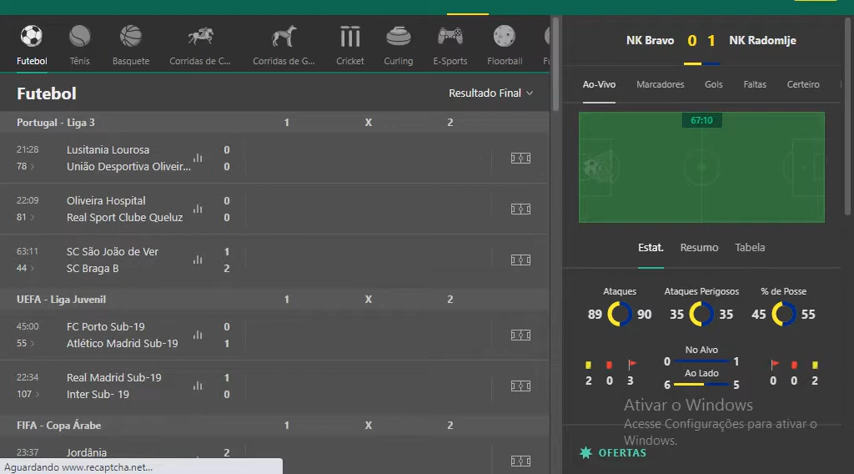 Futebol Tênis Basquete Corridas de C... Corridas de G... Cricket Curling E-Sports Floorball
Futebol Resultado Final
Portugal - Liga 3 1 X 2
21:28 Lusitania Lourosa 0
78 União Desportiva Oliveir... 0
22:09 Oliveira Hospital 0
81 Real Sport Clube Queluz 0
63:11 SC São João de Ver 1
44 SC Braga B 2
UEFA - Liga Juvenil 1 X 2
45:00 FC Porto Sub-19 0
55 Atlético Madrid Sub-19 1
22:34 Real Madrid Sub-19 1
107 Inter Sub- 19 0
FIFA - Copa Árabe 1 X 2
23:37 Jordânia 2
Aguardando www.recaptcha.net...
NK Bravo 0 1 NK Radomlje
Ao-Vivo Marcadores Gols Faltas Certeiro
67:10
Estat. Resumo Tabela
Ataques Ataques Perigosos % de Posse
89 90 35 35 45 55
No Alvo
0 1
Ao Lado
6 5
2 0 3 0 0 2
Ativar o Windows
Acesse Configurações para ativar o
Windows.
OFERTAS